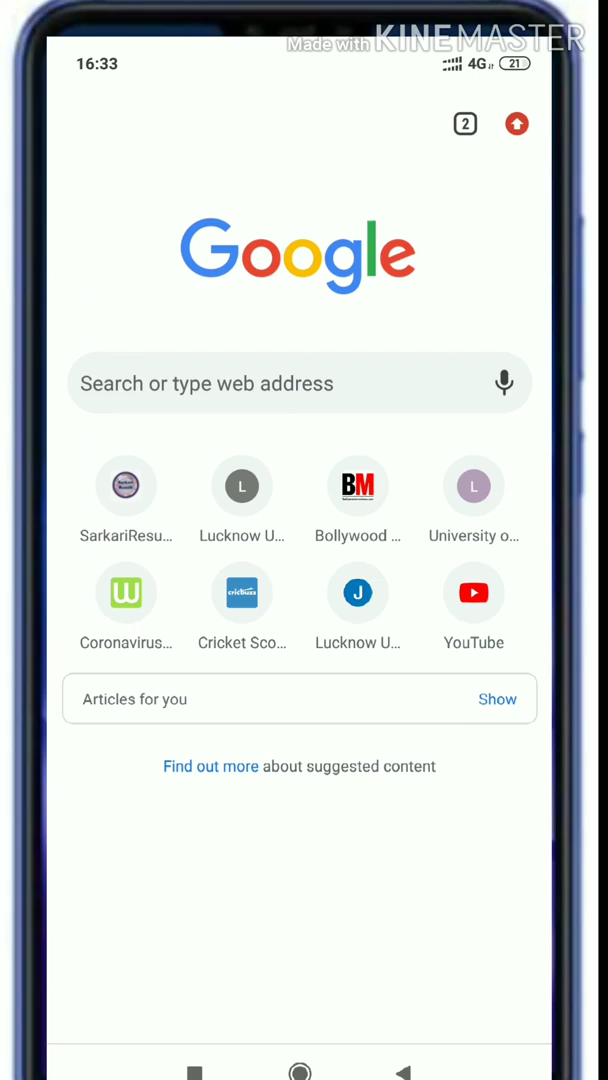 Made with KINEMASTER
16:33 4G 21
2
Google
Search or type web address
L BM L
SarkariResu... Lucknow U... Bollywood ... University o...
W cricbuzz J
Coronavirus... Cricket Sco... Lucknow U... YouTube
Articles for you Show
Find out more about suggested content